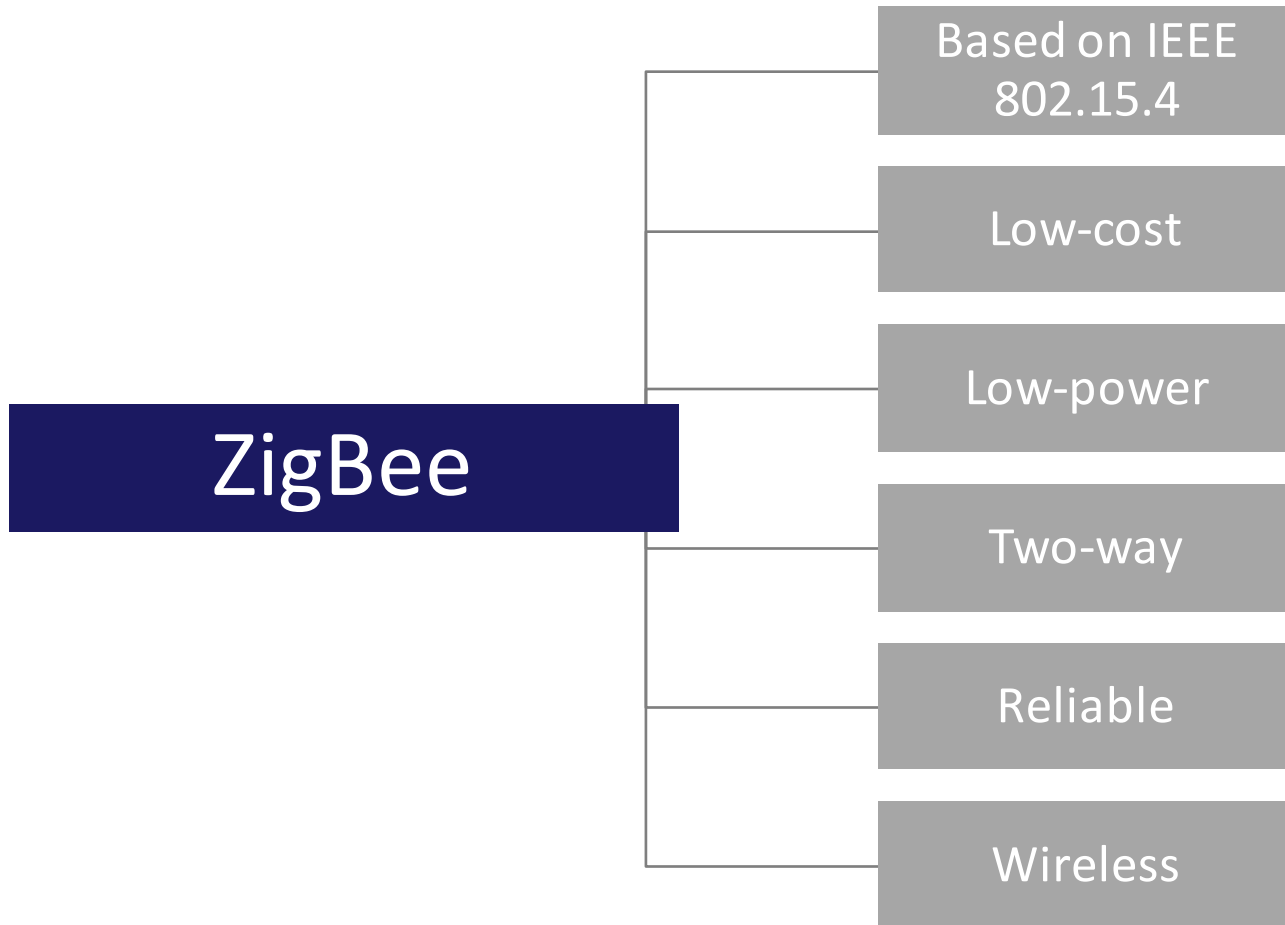 Based on IEEE
802.15.4
Low-cost
Low-power
ZigBee
Two-way
Reliable
Wireless